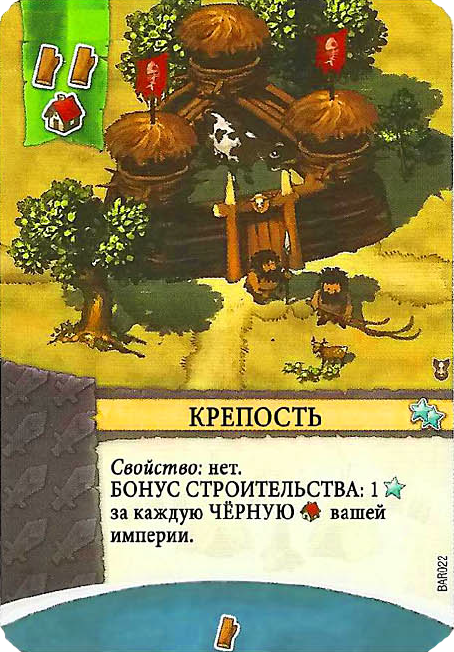 КРЕПОСТЬ
Свойство: нет.
БОНУС СТРОИТЕЛЬСТВА: 1
за каждую ЧЁРНУЮ вашей
империи.
BAR022